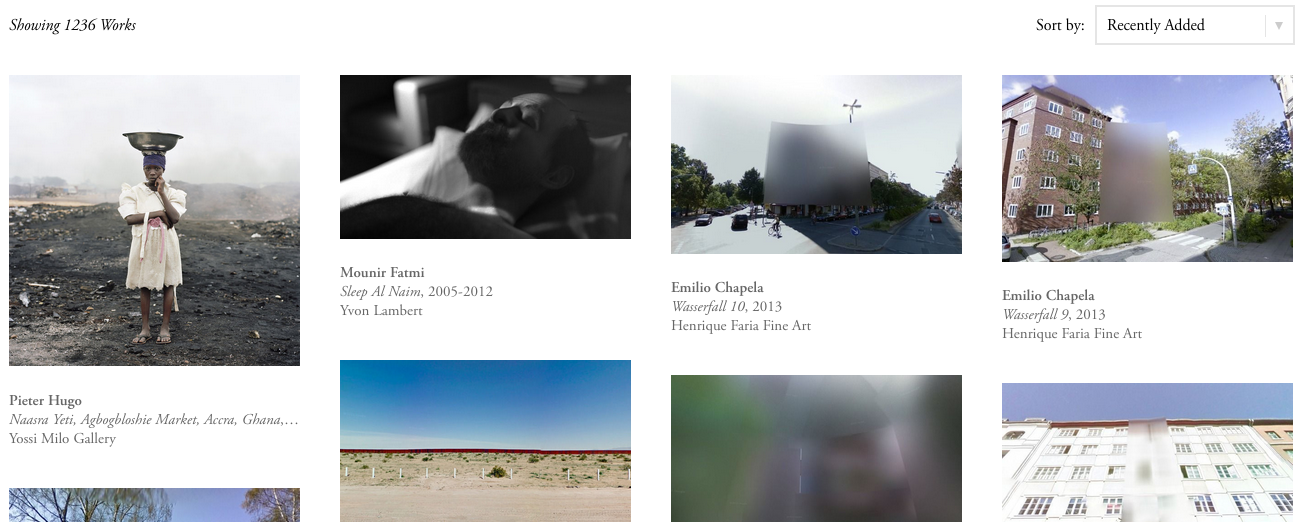 Showing 1236 Works
Sort by: Recently Added
Pieter Hugo
Naasra Yeti, Agbogbloshie Market, Accra, Ghana,…
Yossi Milo Gallery
Mounir Fatmi
Sleep Al Naim, 2005-2012
Yvon Lambert
Emilio Chapela
Wasserfall 10, 2013
Henrique Faria Fine Art
Emilio Chapela
Wasserfall 9, 2013
Henrique Faria Fine Art